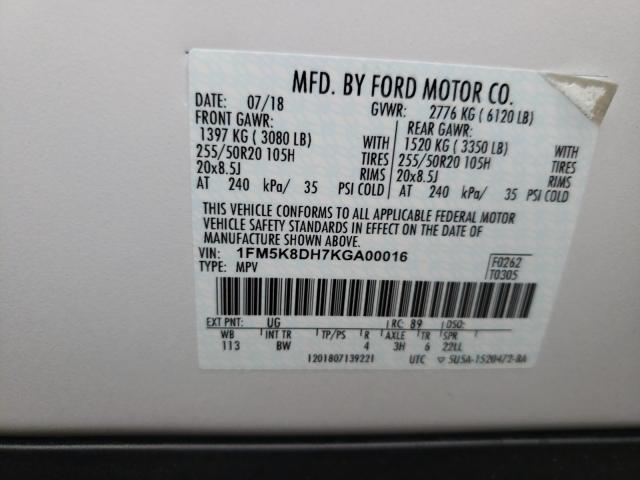 MFD. BY FORD MOTOR CO.
DATE: 07/18 GVWR: 2776 KG ( 6120 LB)
FRONT GAWR: REAR GAWR:
1397 KG ( 3080 LB) WITH 1520 KG ( 3350 LB) WITH
255/50R20 105H TIRES 255/50R20 105H TIRES
20x8.5J RIMS 20x8.5J RIMS
AT 240 kPa/ 35 PSI COLD AT 240 kPa/ 35 PSI COLD
THIS VEHICLE CONFORMS TO ALL APPLICABLE FEDERAL MOTOR
VEHICLE SAFETY STANDARDS IN EFFECT ON THE DATE OF
MANUFACTURE SHOWN ABOVE.
VIN: 1FM5K8DH7KGA00016 F0262
TYPE: MPV T0305
EXT PNT: UG RC: 89 DSO:
WB INT TR TP/PS R AXLE TR SPR
113 BW 4 3H 6 22LL
1201807139221 UTC 5U5A-1520472-BA